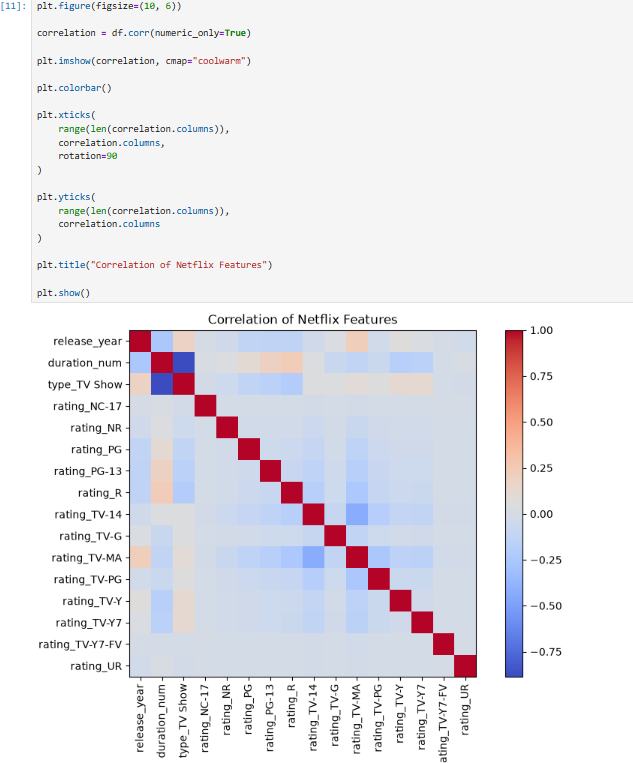 [11]: plt.figure(figsize=(10, 6))
correlation = df.corr(numeric_only=True)
plt.imshow(correlation, cmap="coolwarm")
plt.colorbar()
plt.xticks(
    range(len(correlation.columns)),
    correlation.columns,
    rotation=90
)
plt.yticks(
    range(len(correlation.columns)),
    correlation.columns
)
plt.title("Correlation of Netflix Features")
plt.show()
Correlation of Netflix Features
release_year
duration_num
type_TV Show
rating_NC-17
rating_NR
rating_PG
rating_PG-13
rating_R
rating_TV-14
rating_TV-G
rating_TV-MA
rating_TV-PG
rating_TV-Y
rating_TV-Y7
rating_TV-Y7-FV
rating_UR
release_year
duration_num
type_TV Show
rating_NC-17
rating_NR
rating_PG
rating_PG-13
rating_R
rating_TV-14
rating_TV-G
rating_TV-MA
rating_TV-PG
rating_TV-Y
rating_TV-Y7
ating_TV-Y7-FV
rating_UR
1.00
0.75
0.50
0.25
0.00
−0.25
−0.50
−0.75